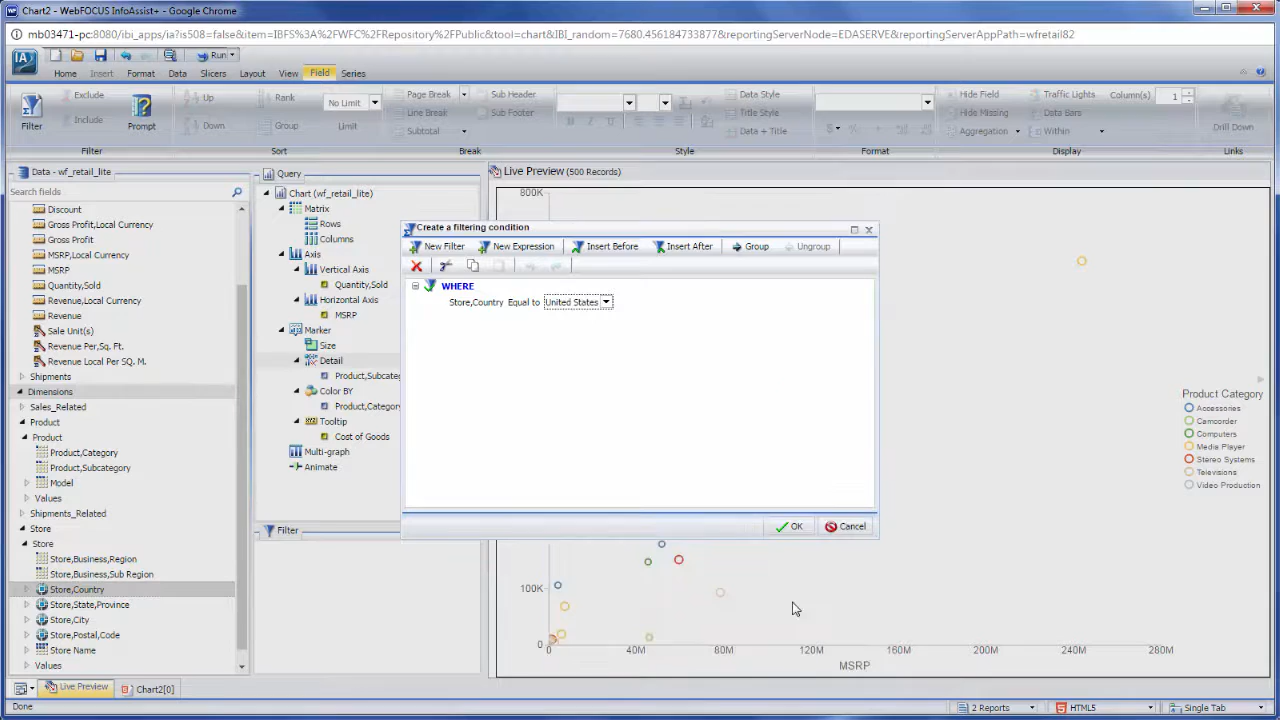 Chart2 - WebFOCUS InfoAssist+ - Google Chrome
mb03471-pc:8080/ibi_apps/ia?is508=false&item=IBFS%3A%2FWFC%2FRepository%2FPublic&tool=chart&IBI_random=7680.456184733877&reportingServerNode=EDASERVE&reportingServerAppPath=wfretail82
IA Run
Home Insert Format Data Slicers Layout View Field Series
Filter Exclude Include Prompt Up Down Rank Group No Limit Limit Page Break Line Break Subtotal Sub Header Sub Footer B I U Data Style Title Style Data + Title Hide Field Hide Missing Aggregation Traffic Lights Data Bars Within Column(s) 1 Drill Down
Filter Sort Break Style Format Display Links
Data - wf_retail_lite
Search fields
Discount
Gross Profit,Local Currency
Gross Profit
MSRP,Local Currency
MSRP
Quantity,Sold
Revenue,Local Currency
Revenue
Sale Unit(s)
Revenue Per,Sq. Ft.
Revenue Local Per SQ. M.
Shipments
Dimensions
Sales_Related
Product
Product
Product,Category
Product,Subcategory
Model
Values
Shipments_Related
Store
Store
Store,Business,Region
Store,Business,Sub Region
Store,Country
Store,State,Province
Store,City
Store,Postal,Code
Store Name
Values
Query
Chart (wf_retail_lite)
Matrix
Rows
Columns
Axis
Vertical Axis
Quantity,Sold
Horizontal Axis
MSRP
Marker
Size
Detail
Product,Subcateg
Color BY
Product,Category
Tooltip
Cost of Goods
Multi-graph
Animate
Filter
Live Preview (500 Records)
800K
Create a filtering condition
New Filter New Expression Insert Before Insert After Group Ungroup
WHERE
Store,Country Equal to United States
OK Cancel
100K
0
0 40M 80M 120M 160M 200M 240M 280M
MSRP
Product Category
Accessories
Camcorder
Computers
Media Player
Stereo Systems
Televisions
Video Production
Live Preview Chart2[0]
Done 2 Reports HTML5 Single Tab